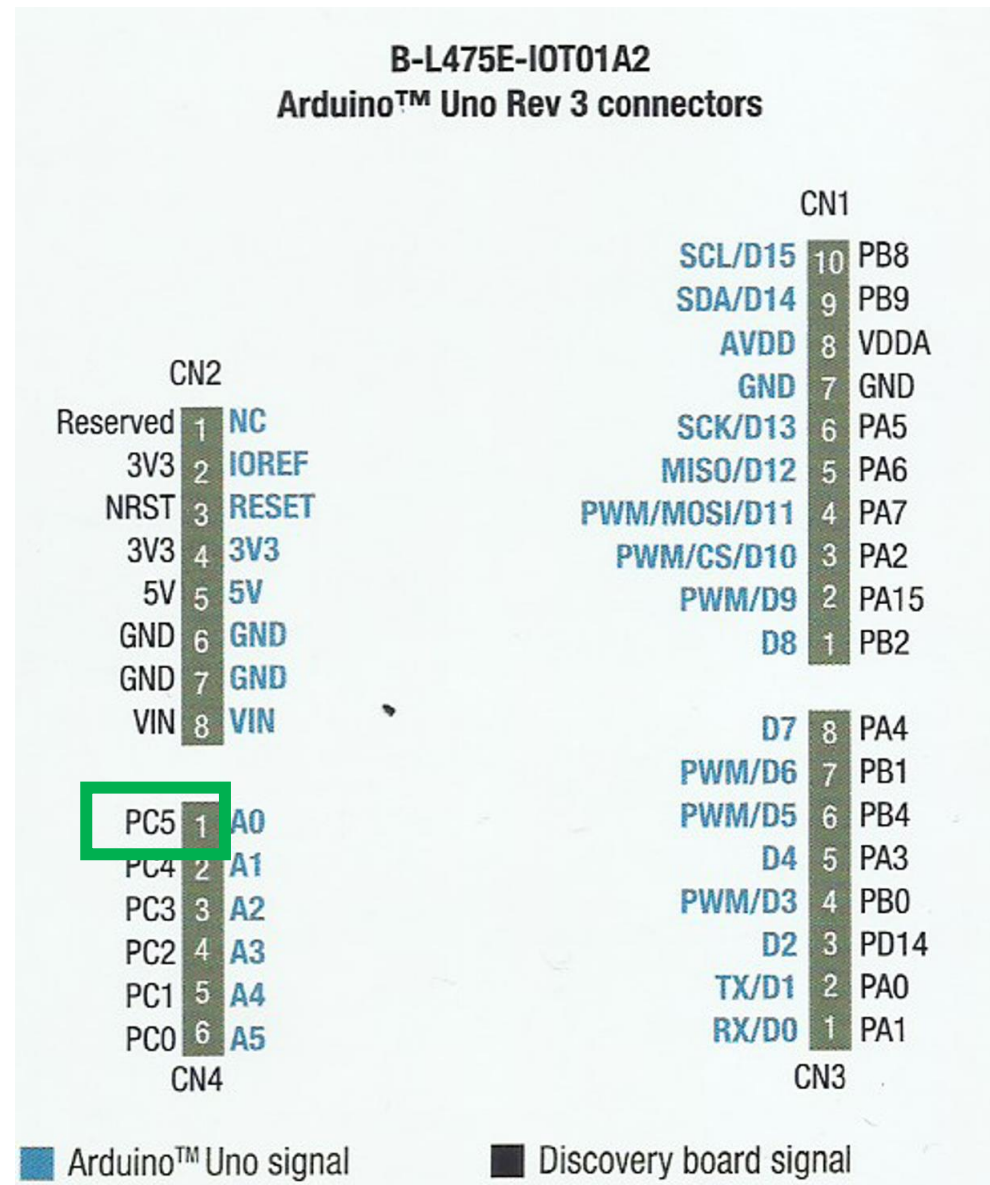 B-L475E-IOT01A2
Arduino™ Uno Rev 3 connectors
CN2
Reserved 1 NC
3V3 2 IOREF
NRST 3 RESET
3V3 4 3V3
5V 5 5V
GND 6 GND
GND 7 GND
VIN 8 VIN
PC5 1 A0
PC4 2 A1
PC3 3 A2
PC2 4 A3
PC1 5 A4
PC0 6 A5
CN4
CN1
SCL/D15 10 PB8
SDA/D14 9 PB9
AVDD 8 VDDA
GND 7 GND
SCK/D13 6 PA5
MISO/D12 5 PA6
PWM/MOSI/D11 4 PA7
PWM/CS/D10 3 PA2
PWM/D9 2 PA15
D8 1 PB2
D7 8 PA4
PWM/D6 7 PB1
PWM/D5 6 PB4
D4 5 PA3
PWM/D3 4 PB0
D2 3 PD14
TX/D1 2 PA0
RX/D0 1 PA1
CN3
Arduino™ Uno signal
Discovery board signal